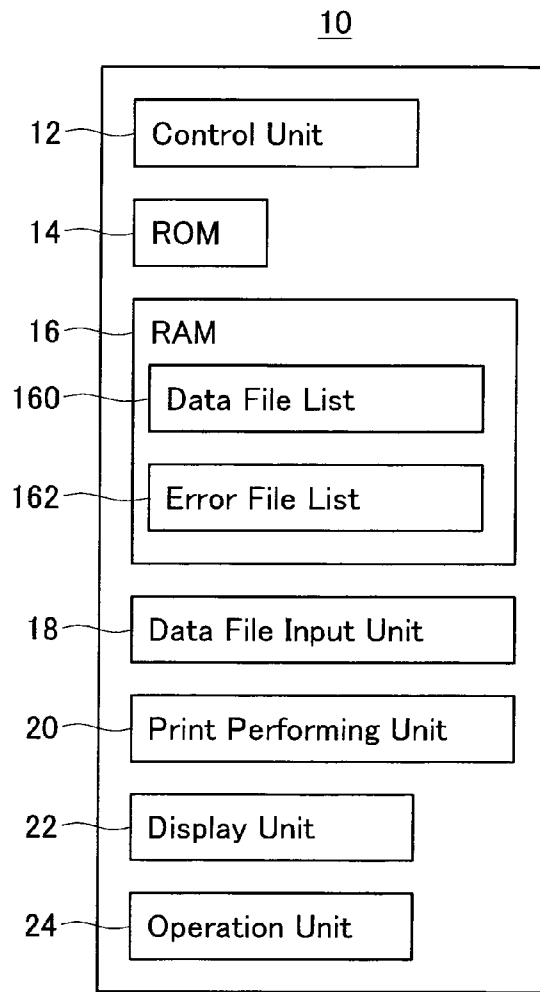 10
12 Control Unit
14 ROM
16 RAM
160 Data File List
162 Error File List
18 Data File Input Unit
20 Print Performing Unit
22 Display Unit
24 Operation Unit